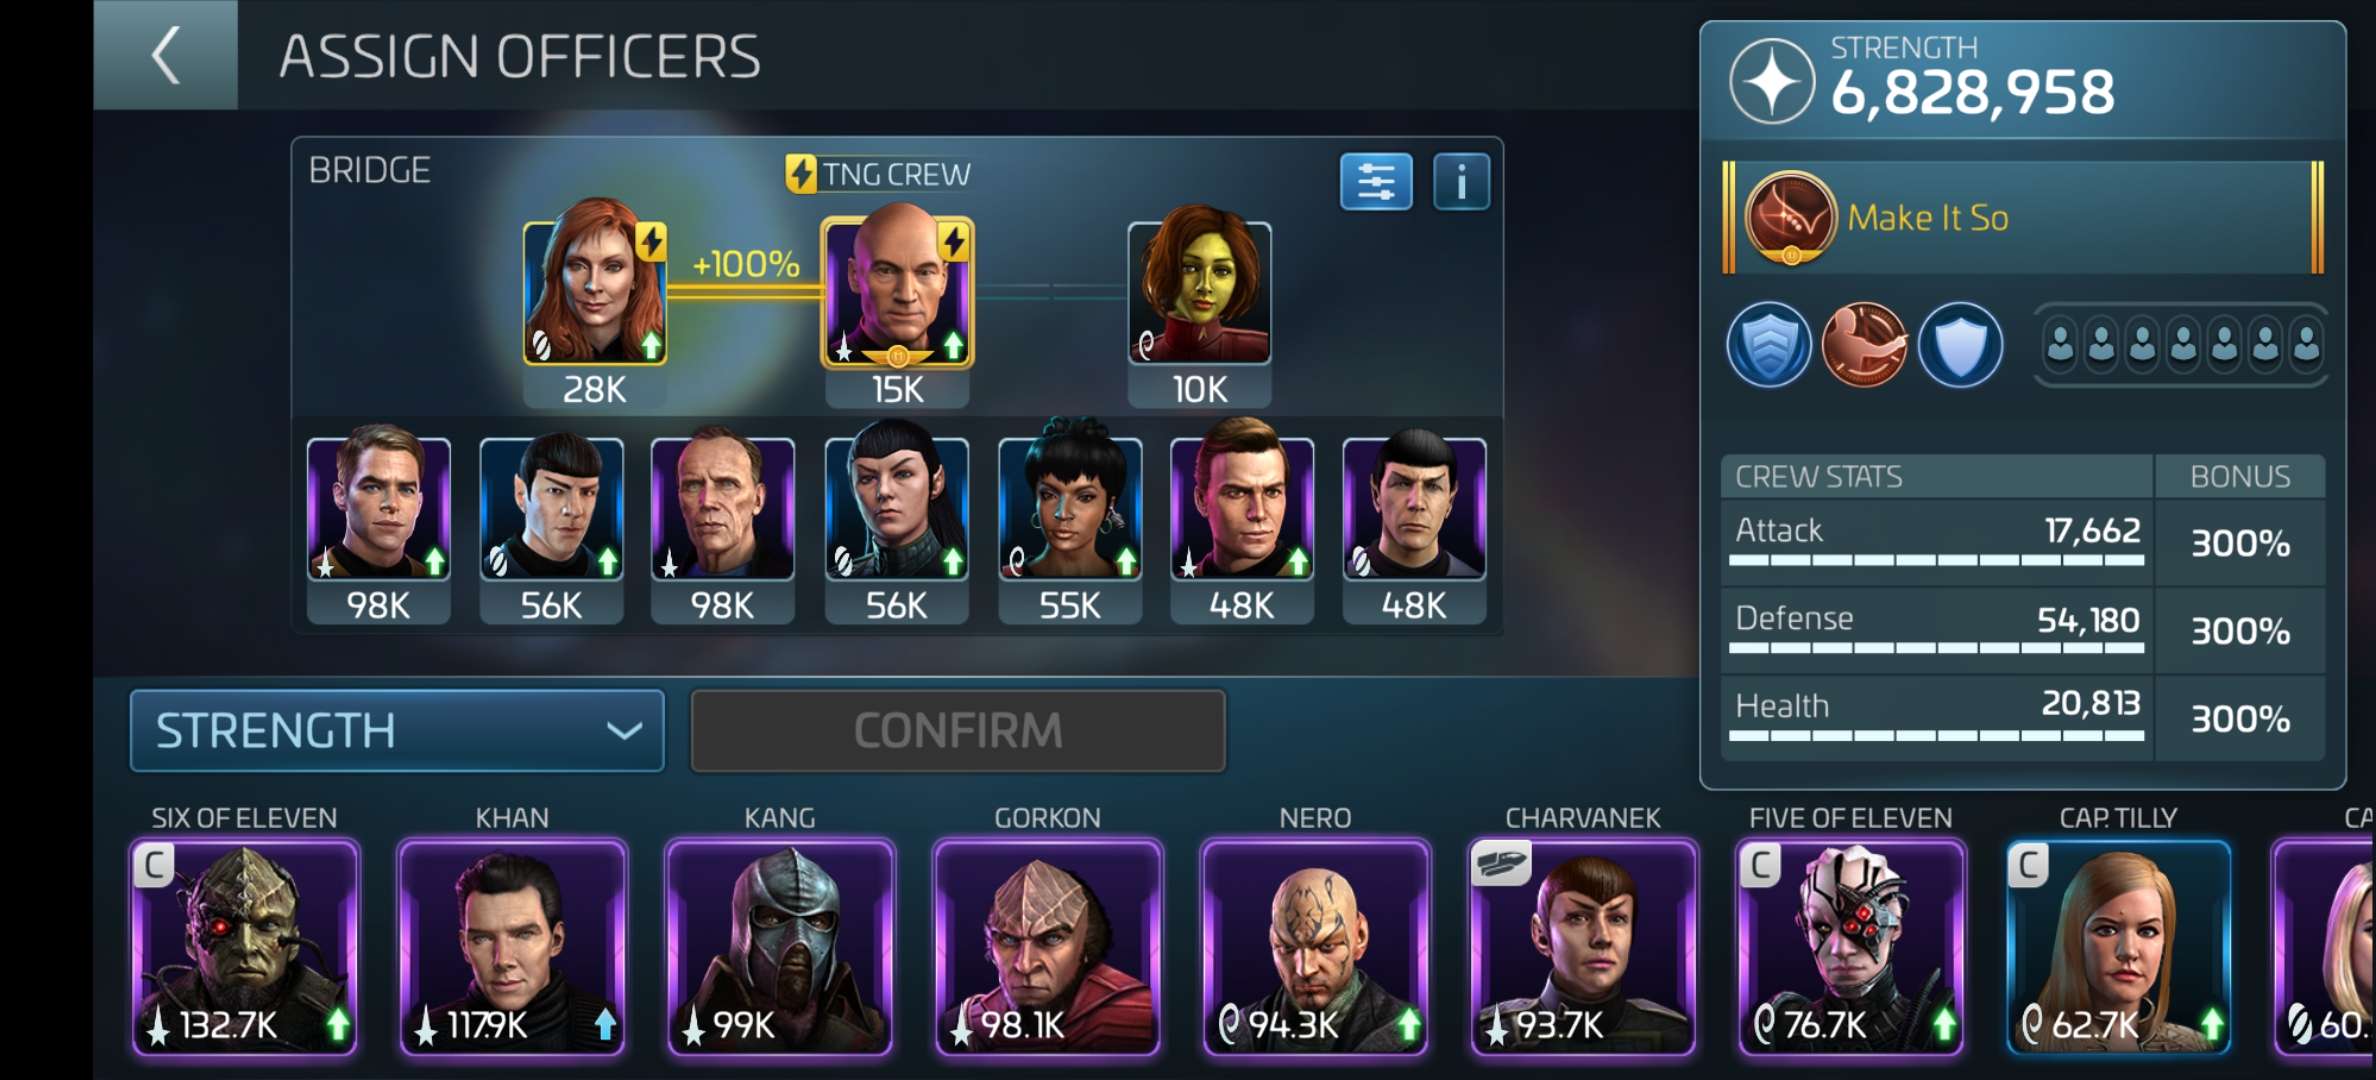 ASSIGN OFFICERS
STRENGTH
6,828,958
BRIDGE
TNG CREW
i
Make It So
+100%
28K
15K
10K
98K
56K
98K
56K
55K
48K
48K
CREW STATS
BONUS
Attack
17,662
300%
Defense
54,180
300%
Health
20,813
300%
STRENGTH
CONFIRM
SIX OF ELEVEN
KHAN
KANG
GORKON
NERO
CHARVANEK
FIVE OF ELEVEN
CAP. TILLY
CA
C
C
C
132.7K
117.9K
99K
98.1K
94.3K
93.7K
76.7K
62.7K
60.